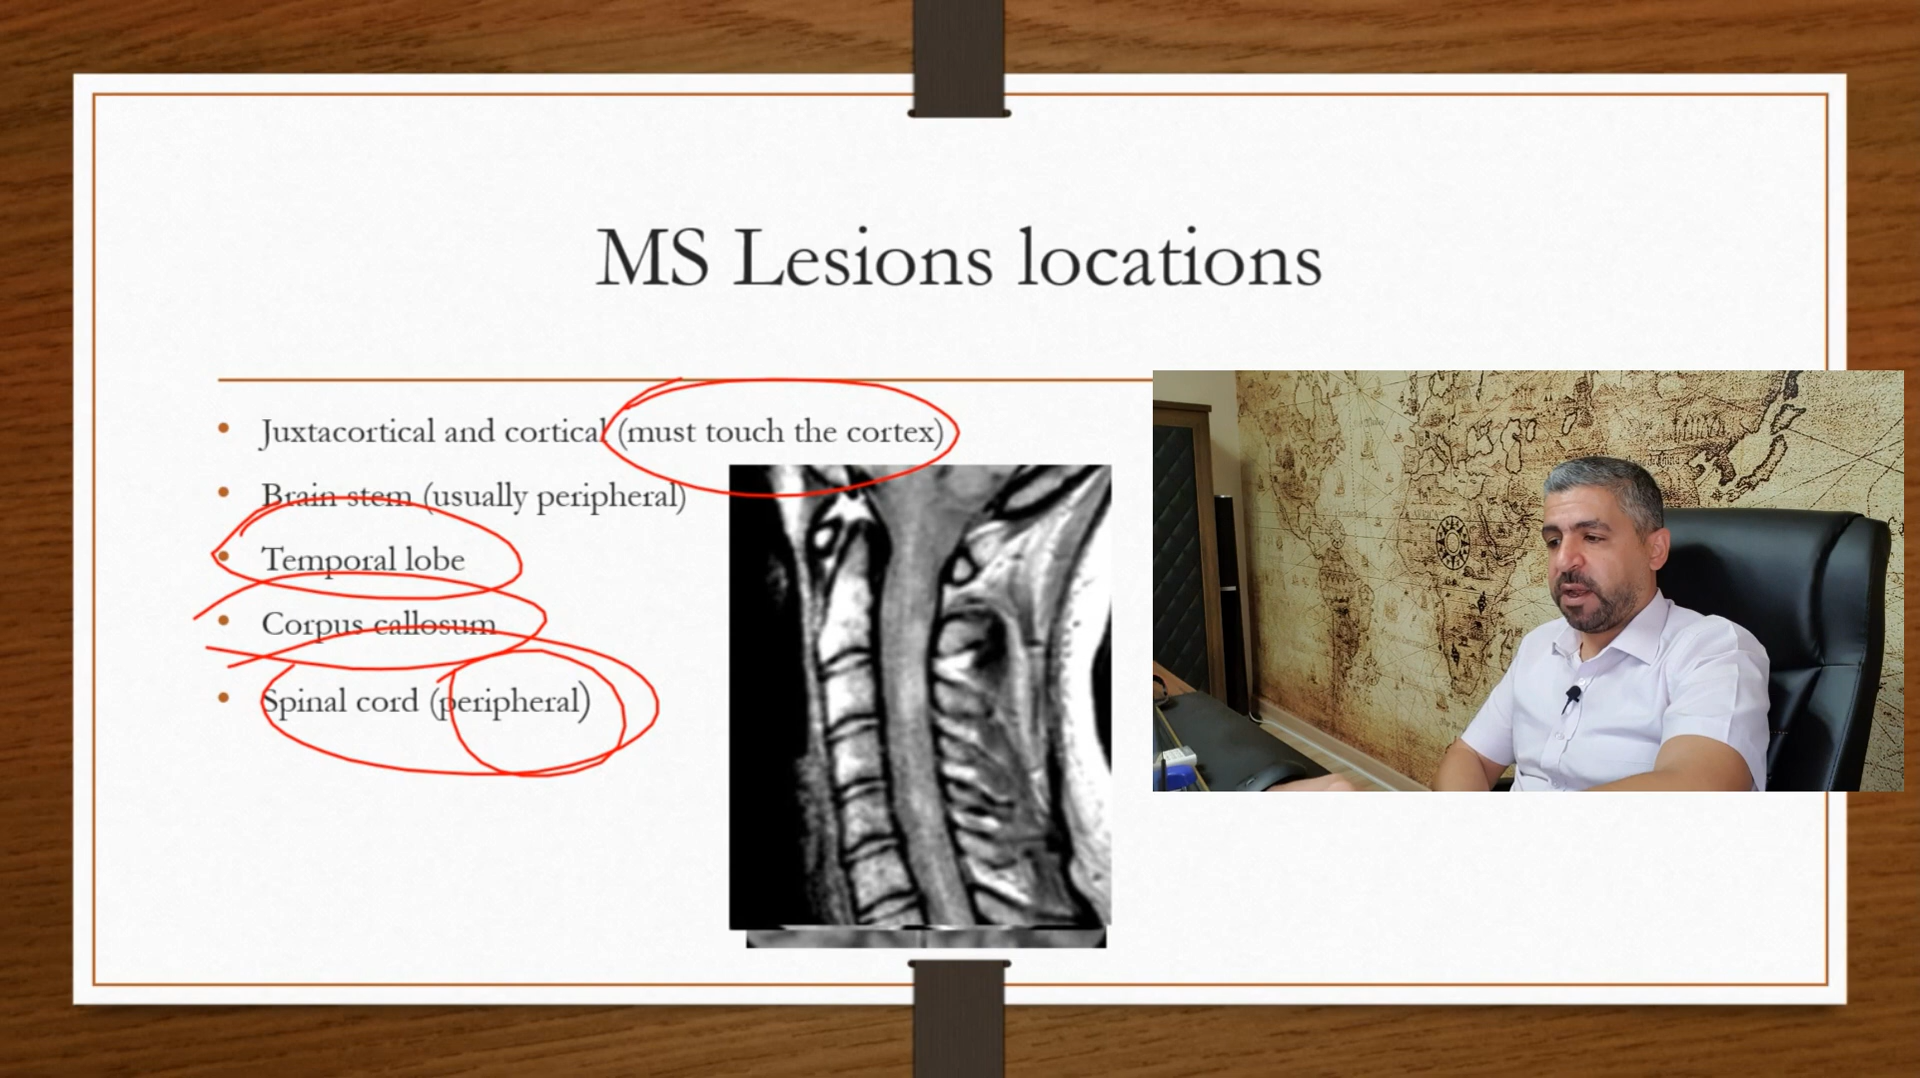 MS Lesions locations
• Juxtacortical and cortical (must touch the cortex)
• Brain stem (usually peripheral)
• Temporal lobe
• Corpus callosum
• Spinal cord (peripheral)
AFRICA